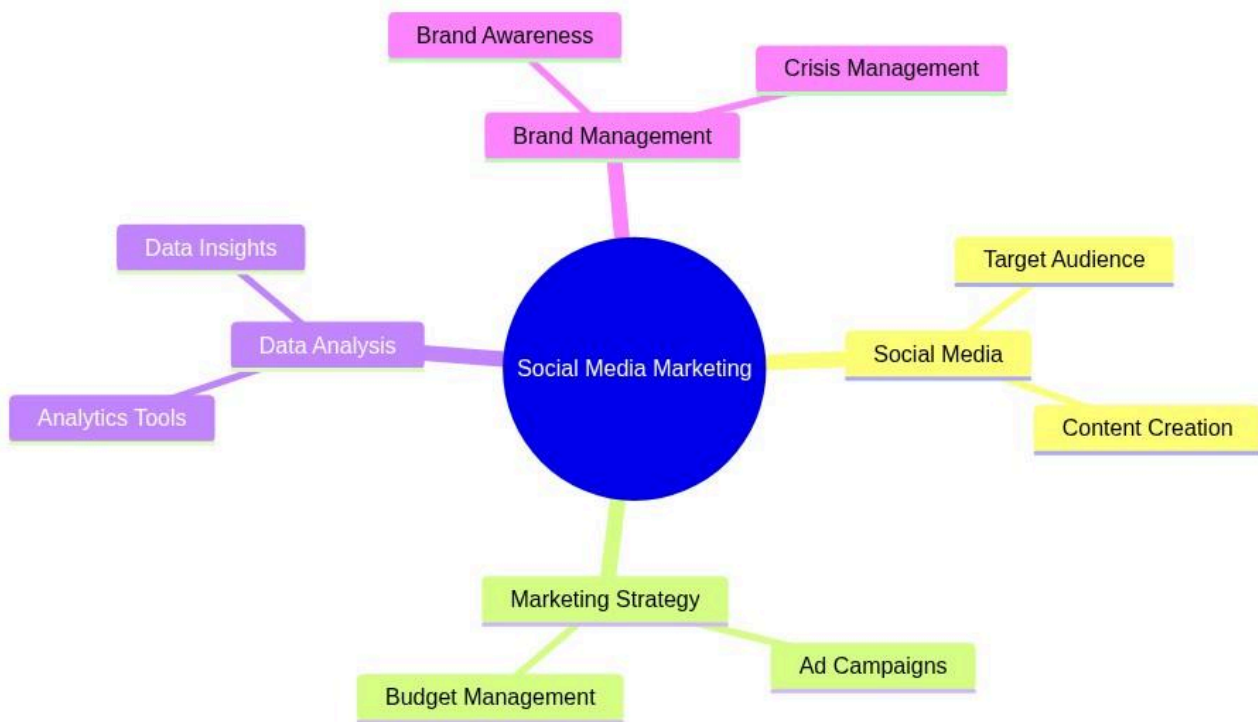 Brand Awareness
Crisis Management
Brand Management
Data Insights
Target Audience
Data Analysis
Social Media
Social Media Marketing
Analytics Tools
Content Creation
Marketing Strategy
Ad Campaigns
Budget Management